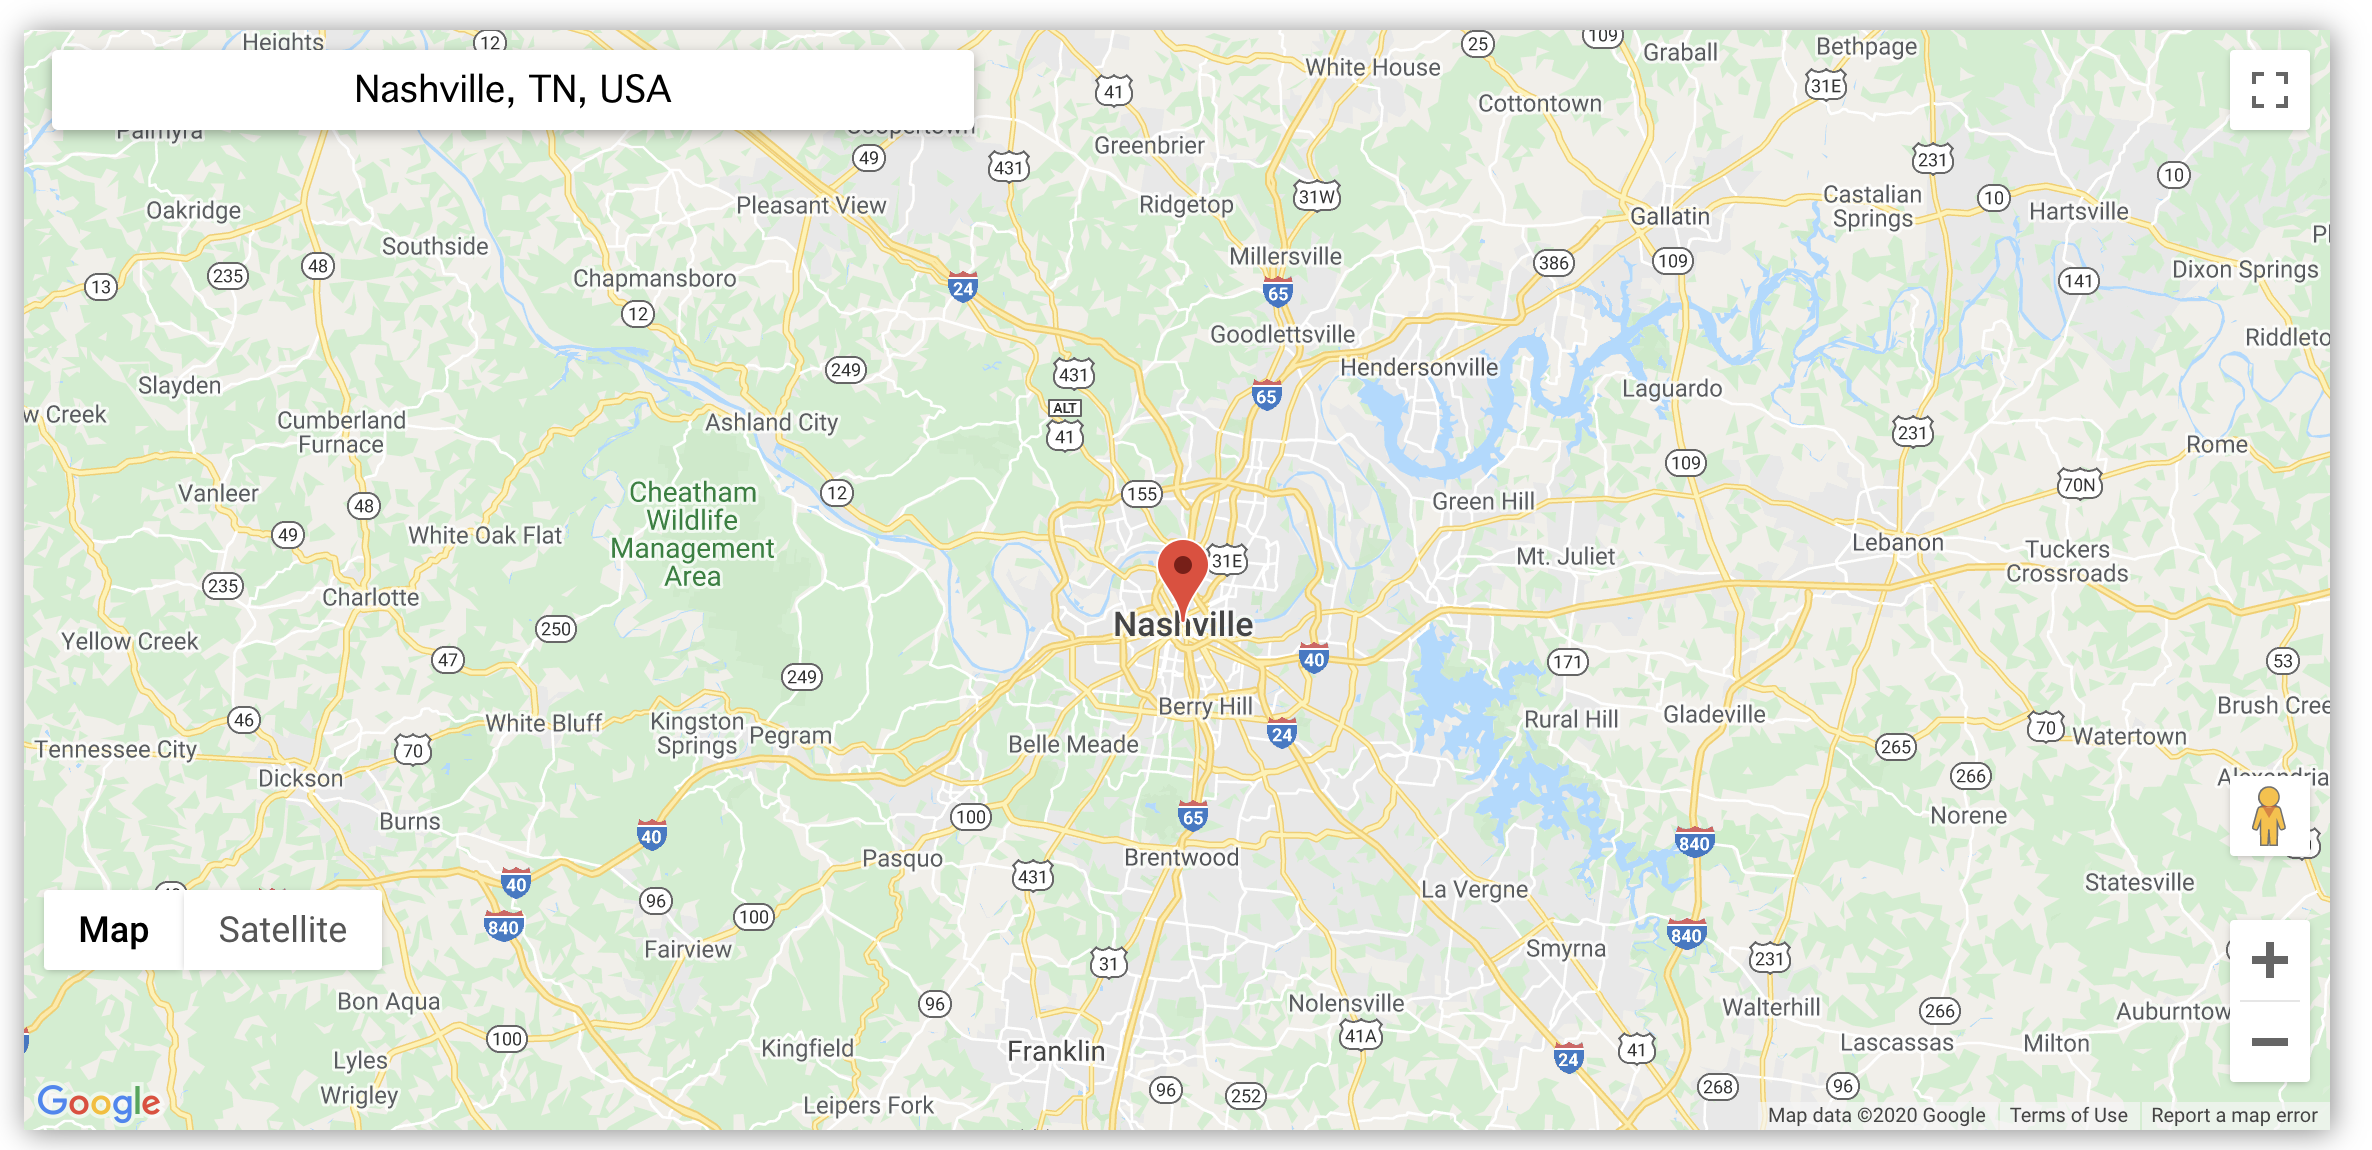 Heights
12
109
25
Graball
Bethpage
White House
31E
Nashville, TN, USA
41
Cottontown
Palmyra
Coopertown
Greenbrier
49
431
231
10
31W
Castalian
Springs
10
Hartsville
Oakridge
Pleasant View
Ridgetop
Gallatin
Southside
Millersville
386
109
Dixon Springs
235
48
Chapmansboro
13
24
65
141
12
Goodlettsville
Riddleto
249
431
Hendersonville
Slayden
65
Laguardo
ALT
41
w Creek
Cumberland
Furnace
Ashland City
231
Rome
109
70N
Vanleer
48
Cheatham
Wildlife
Management
Area
12
155
Green Hill
49
White Oak Flat
Lebanon
31E
Mt. Juliet
Tuckers
Crossroads
235
Charlotte
Nashville
250
Yellow Creek
47
40
171
53
249
Berry Hill
Brush Cree
46
White Bluff
Kingston
Springs
Pegram
Rural Hill
Gladeville
70
Watertown
Tennessee City
70
Belle Meade
24
265
Dickson
266
Alexandria
Burns
100
65
Norene
40
840
Pasquo
Brentwood
431
La Vergne
Statesville
40
96
100
840
840
Map
Satellite
Fairview
Smyrna
31
231
Bon Aqua
96
Nolensville
Walterhill
266
Auburntow
100
41A
Lyles
Kingfield
Franklin
24
41
Lascassas
Milton
Wrigley
Leipers Fork
96
252
268
96
Google
Map data ©2020 Google
Terms of Use
Report a map error